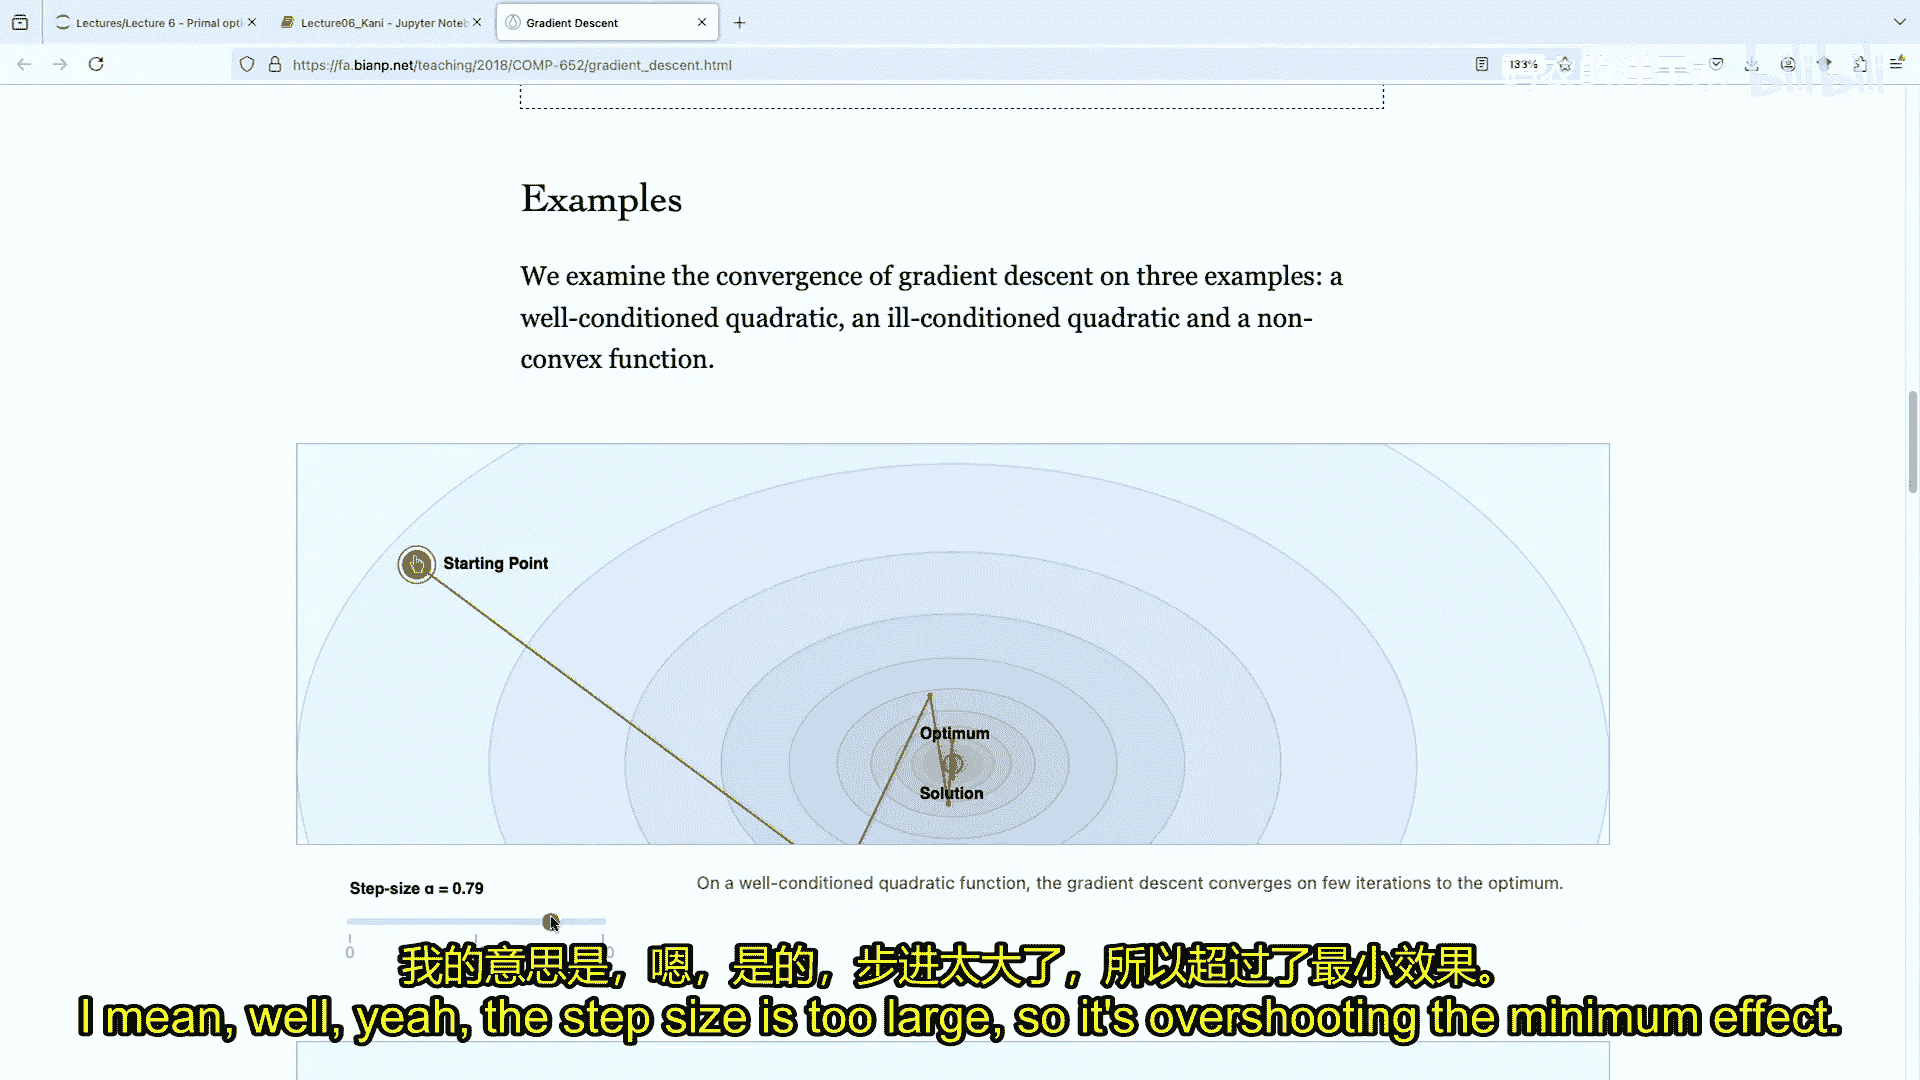 Lectures/Lecture 6 - Primal opti
Lecture06_Kani - Jupyter Noteb
Gradient Descent
https://fa.bianp.net/teaching/2018/COMP-652/gradient_descent.html
133%
Examples
We examine the convergence of gradient descent on three examples: a
well-conditioned quadratic, an ill-conditioned quadratic and a non-
convex function.
Starting Point
Optimum
Solution
Step-size α = 0.79
On a well-conditioned quadratic function, the gradient descent converges on few iterations to the optimum.
0
我的意思是，嗯，是的，步进太大了，所以超过了最小效果。
I mean, well, yeah, the step size is too large, so it's overshooting the minimum effect.